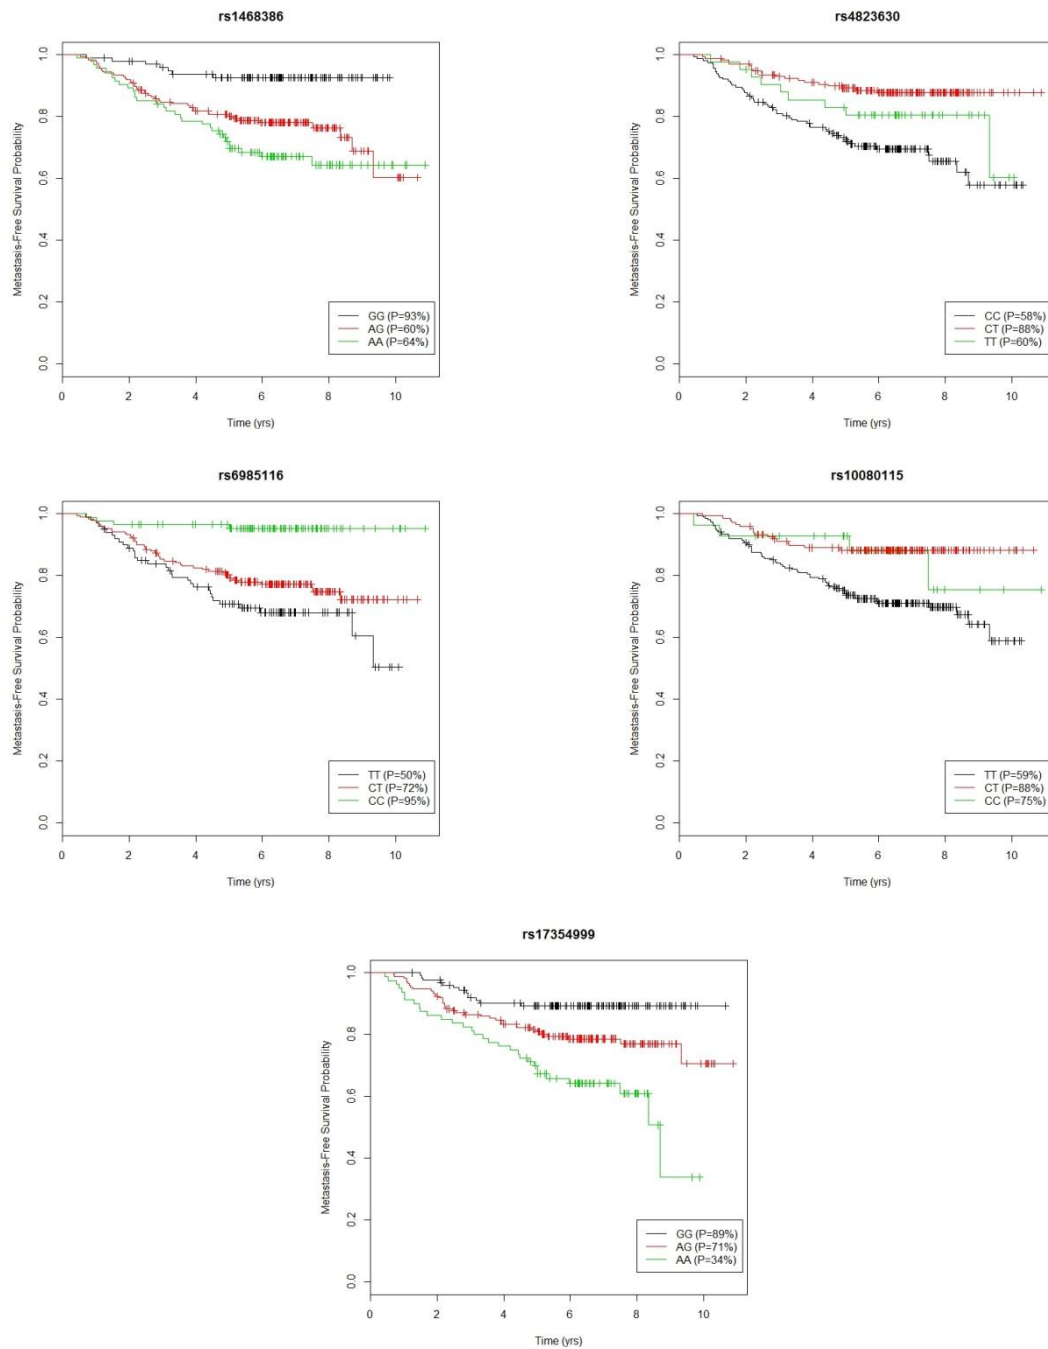 rs1468386
Metastasis-Free Survival Probability
1.0
0.8
0.6
0.4
0.2
0.0
GG (P=93%)
AG (P=60%)
AA (P=64%)
0 2 4 6 8 10
Time (yrs)
rs4823630
Metastasis-Free Survival Probability
1.0
0.8
0.6
0.4
0.2
0.0
CC (P=58%)
CT (P=88%)
TT (P=60%)
0 2 4 6 8 10
Time (yrs)
rs6985116
Metastasis-Free Survival Probability
1.0
0.8
0.6
0.4
0.2
0.0
TT (P=50%)
CT (P=72%)
CC (P=95%)
0 2 4 6 8 10
Time (yrs)
rs10080115
Metastasis-Free Survival Probability
1.0
0.8
0.6
0.4
0.2
0.0
TT (P=59%)
CT (P=88%)
CC (P=75%)
0 2 4 6 8 10
Time (yrs)
rs17354999
Metastasis-Free Survival Probability
1.0
0.8
0.6
0.4
0.2
0.0
GG (P=89%)
AG (P=71%)
AA (P=34%)
0 2 4 6 8 10
Time (yrs)